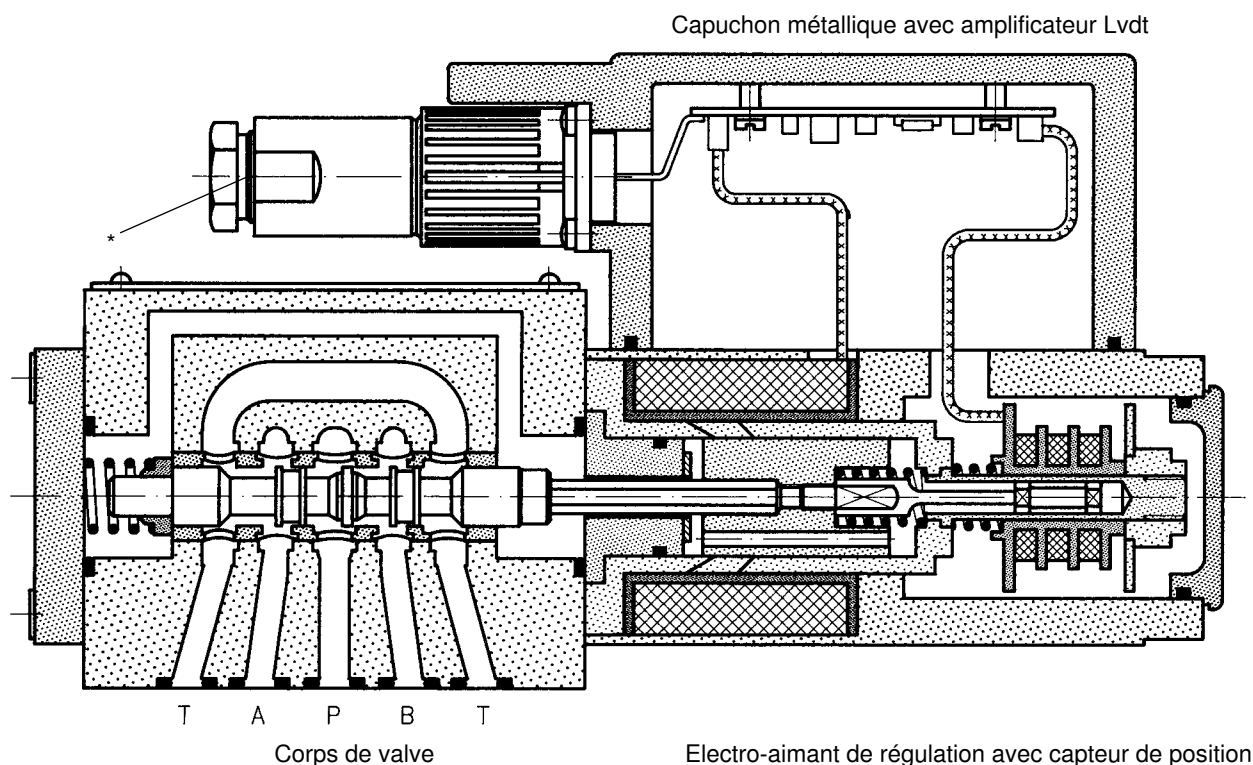 Capuchon métallique avec amplificateur Lvdt
*
T A P B T
Corps de valve
Electro-aimant de régulation avec capteur de position